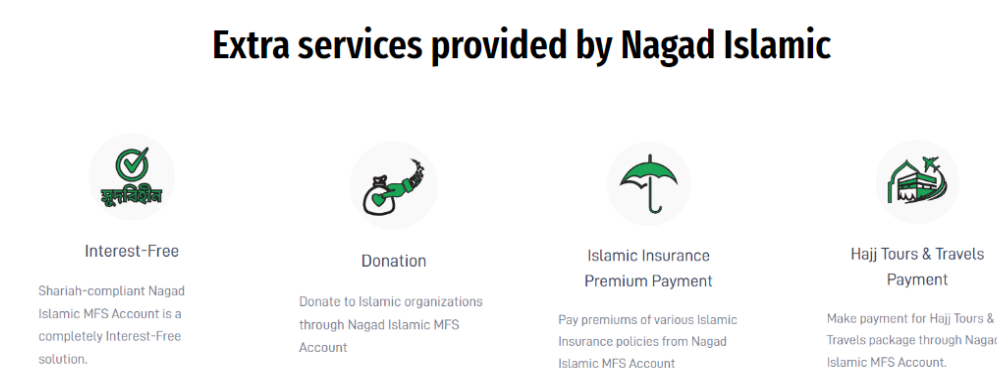 Extra services provided by Nagad Islamic
সুদবিহীন
Interest-Free
Shariah-compliant Nagad
Islamic MFS Account is a
completely Interest-Free
solution.
Donation
Donate to Islamic organizations
through Nagad Islamic MFS
Account
Islamic Insurance
Premium Payment
Pay premiums of various Islamic
Insurance policies from Nagad
Islamic MFS Account
Hajj Tours & Travels
Payment
Make payment for Hajj Tours &
Travels package through Nagad
Islamic MFS Account.